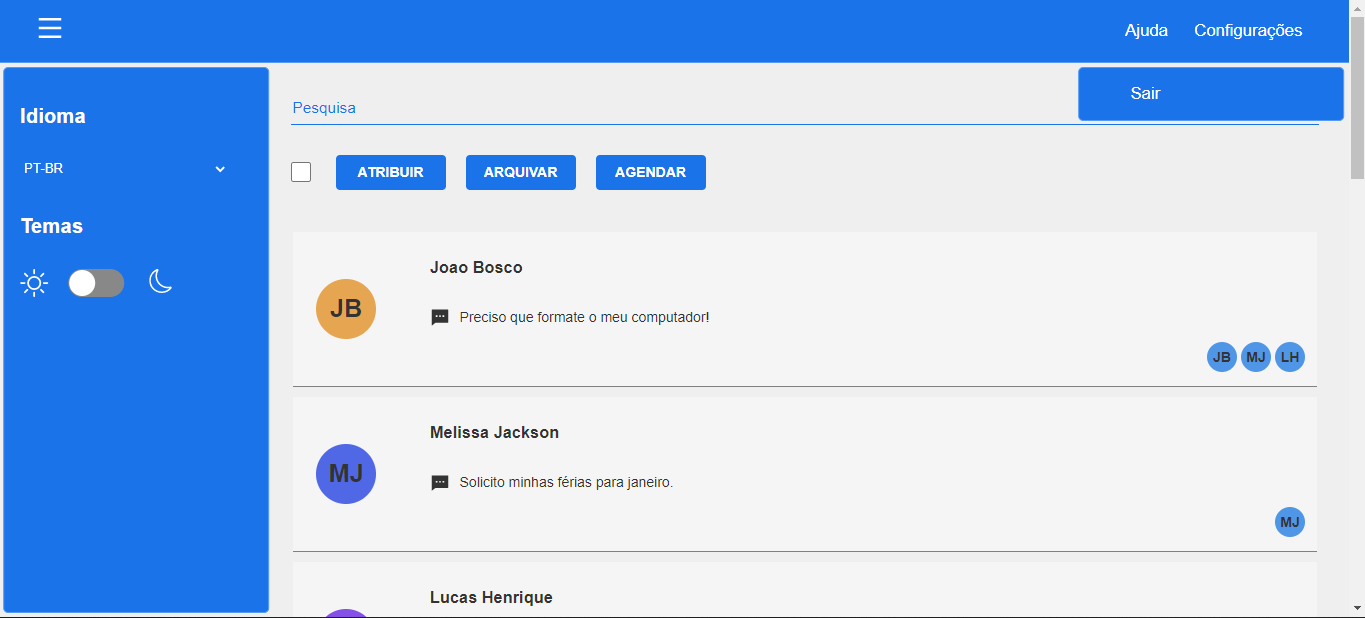 Ajuda Configurações
Sair
Idioma
PT-BR
Temas
Pesquisa
ATRIBUIR ARQUIVAR AGENDAR
JB
Joao Bosco
Preciso que formate o meu computador!
JB MJ LH
MJ
Melissa Jackson
Solicito minhas férias para janeiro.
MJ
Lucas Henrique